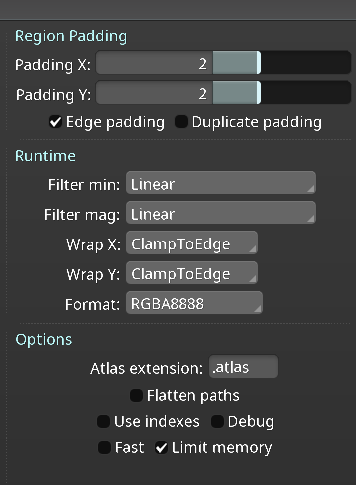 Region Padding
Padding X: 2
Padding Y: 2
Edge padding Duplicate padding
Runtime
Filter min: Linear
Filter mag: Linear
Wrap X: ClampToEdge
Wrap Y: ClampToEdge
Format: RGBA8888
Options
Atlas extension: .atlas
Flatten paths
Use indexes Debug
Fast Limit memory